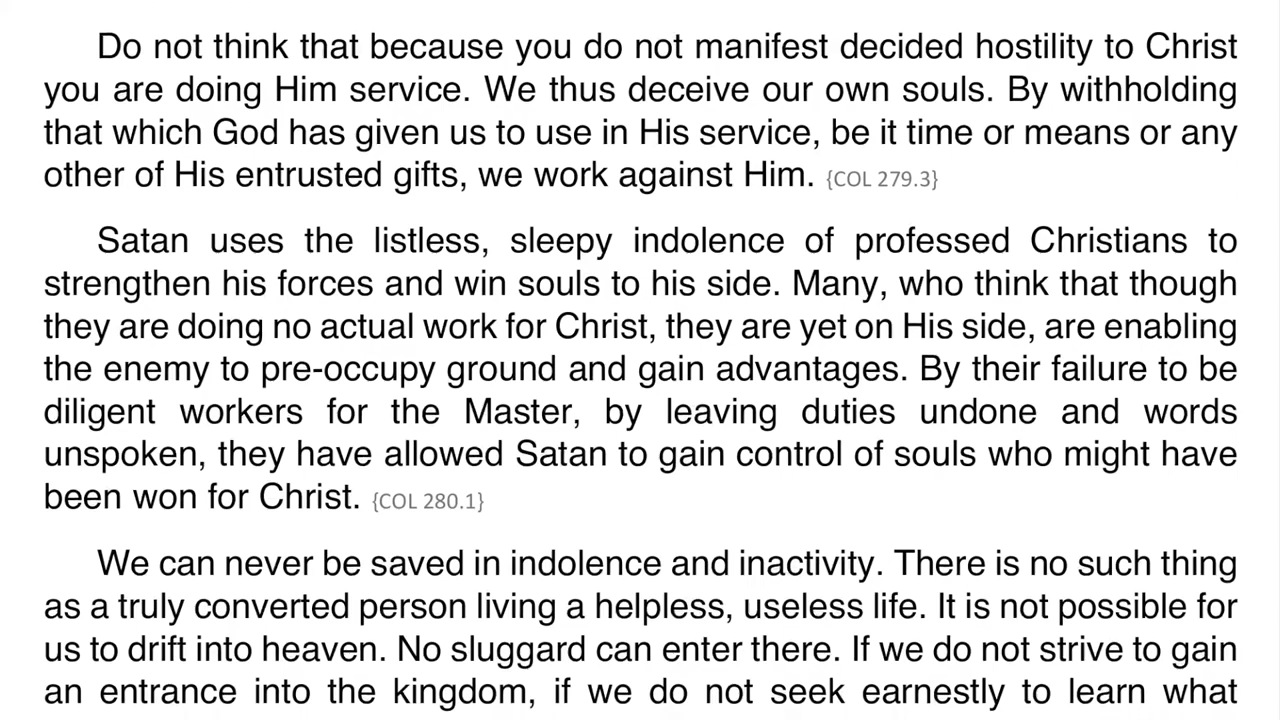 Do not think that because you do not manifest decided hostility to Christ
you are doing Him service. We thus deceive our own souls. By withholding
that which God has given us to use in His service, be it time or means or any
other of His entrusted gifts, we work against Him. {COL 279.3}
Satan uses the listless, sleepy indolence of professed Christians to
strengthen his forces and win souls to his side. Many, who think that though
they are doing no actual work for Christ, they are yet on His side, are enabling
the enemy to pre-occupy ground and gain advantages. By their failure to be
diligent workers for the Master, by leaving duties undone and words
unspoken, they have allowed Satan to gain control of souls who might have
been won for Christ. {COL 280.1}
We can never be saved in indolence and inactivity. There is no such thing
as a truly converted person living a helpless, useless life. It is not possible for
us to drift into heaven. No sluggard can enter there. If we do not strive to gain
an entrance into the kingdom, if we do not seek earnestly to learn what